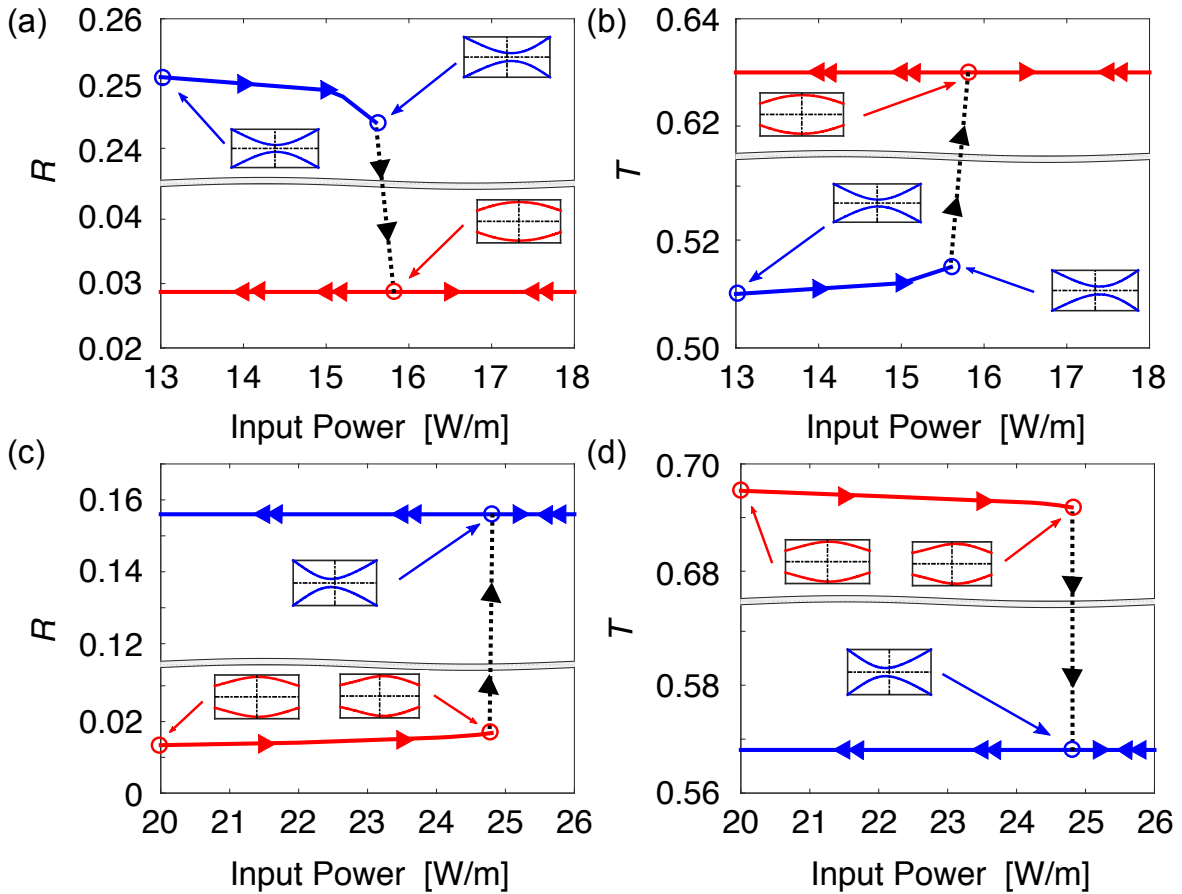 (a)
0.26
0.25
0.24
0.04
0.03
0.02
R
13 14 15 16 17 18
Input Power [W/m]
(b)
0.64
0.62
0.52
0.50
T
13 14 15 16 17 18
Input Power [W/m]
(c)
0.16
0.14
0.12
0.02
0
R
20 21 22 23 24 25 26
Input Power [W/m]
(d)
0.70
0.68
0.58
0.56
T
20 21 22 23 24 25 26
Input Power [W/m]